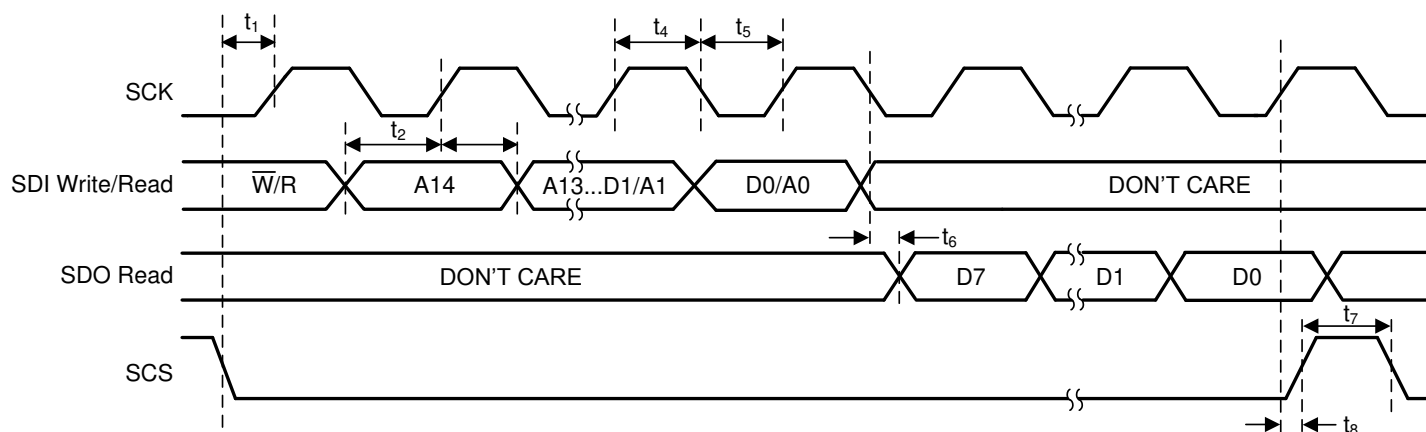 t1 t4 t5
SCK
t2
SDI Write/Read W/R A14 A13...D1/A1 D0/A0 DON'T CARE
t6
SDO Read DON'T CARE D7 D1 D0
t7
SCS
t8